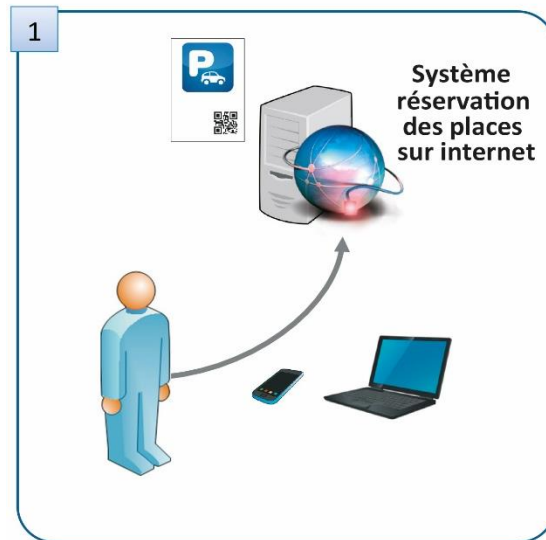 1
P
Système
réservation
des places
sur internet